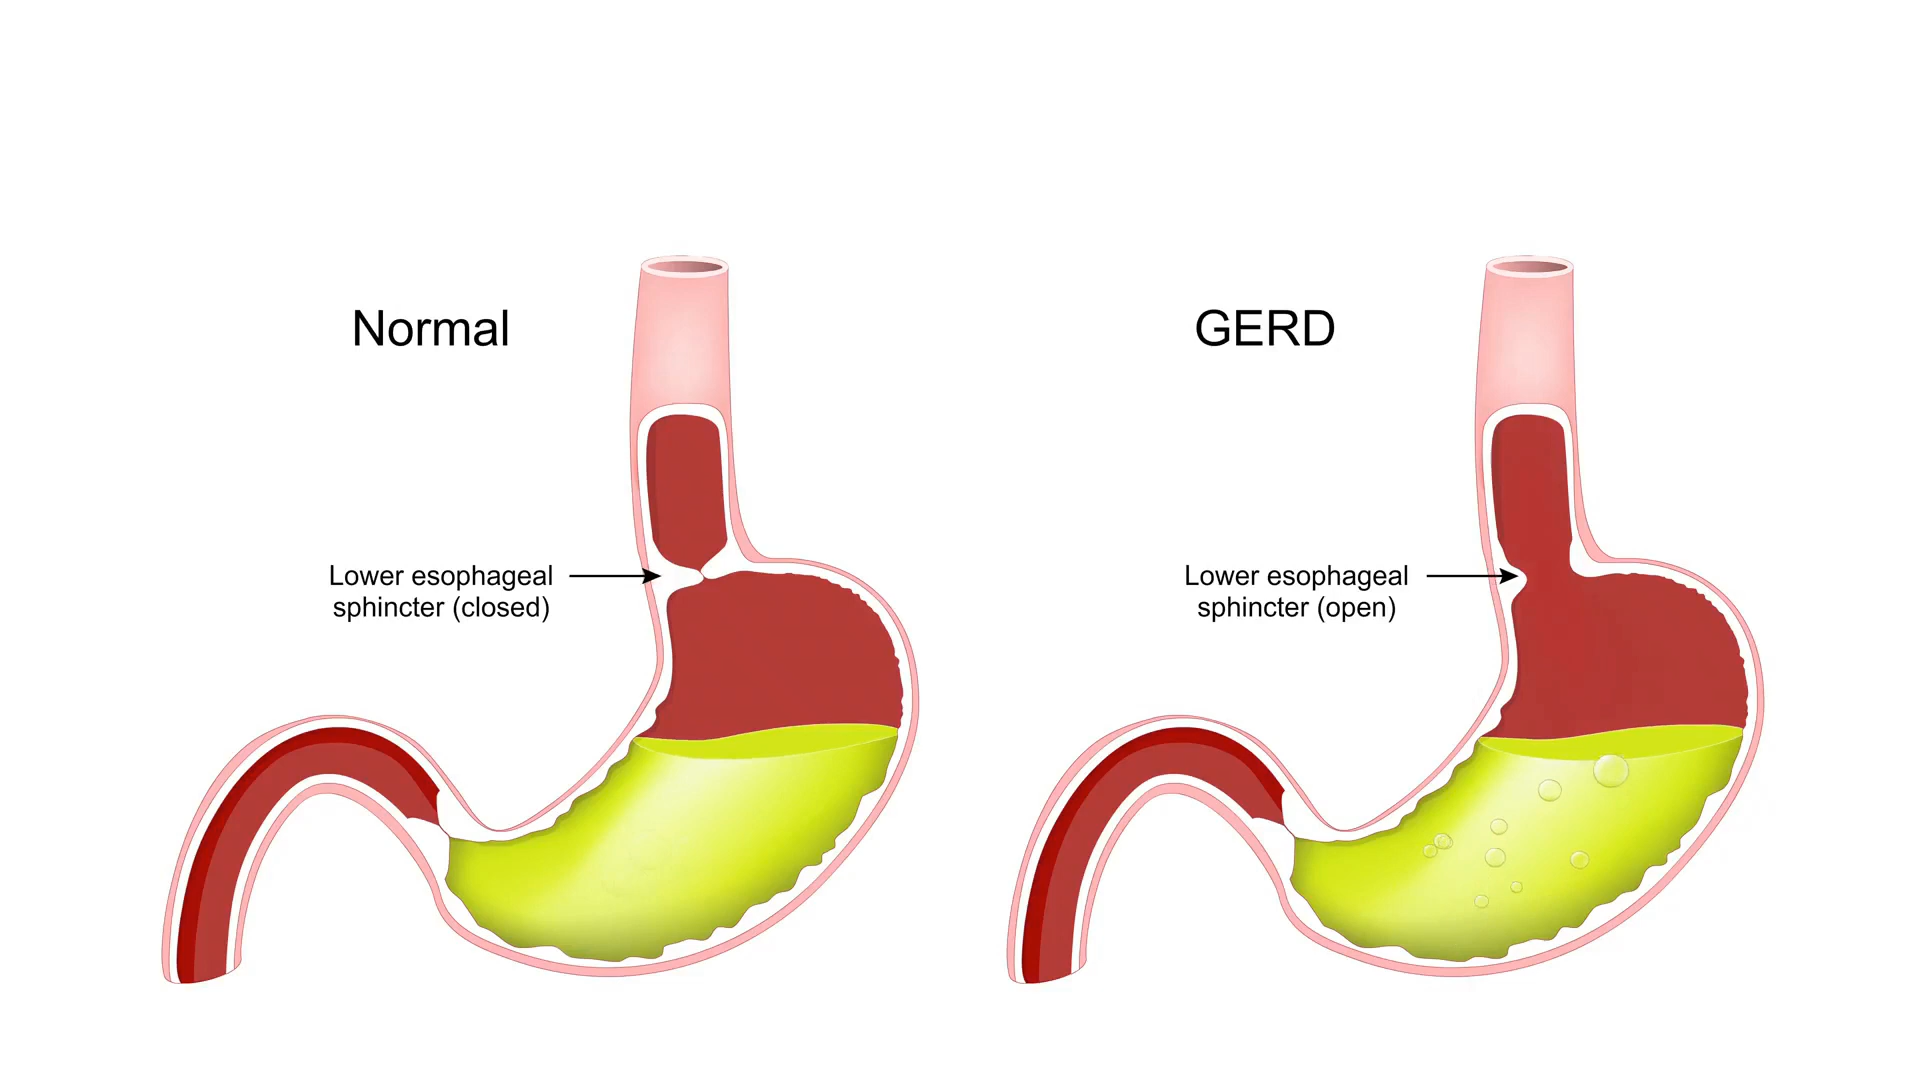 Normal
Lower esophageal
sphincter (closed)
GERD
Lower esophageal
sphincter (open)